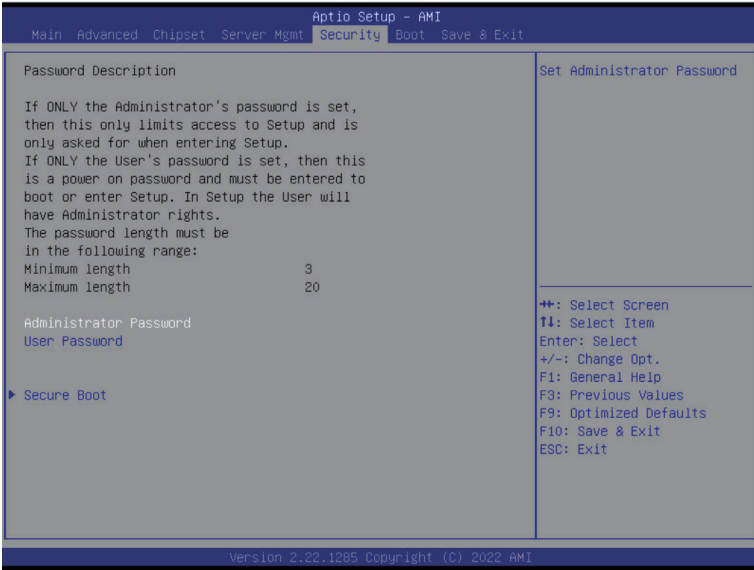 Aptio Setup - AMI
Main Advanced Chipset Server Mgmt Security Boot Save & Exit
Password Description
If ONLY the Administrator's password is set,
then this only limits access to Setup and is
only asked for when entering Setup.
If ONLY the User's password is set, then this
is a power on password and must be entered to
boot or enter Setup. In Setup the User will
have Administrator rights.
The password length must be
in the following range:
Minimum length 3
Maximum length 20
Administrator Password
User Password
Secure Boot
Set Administrator Password
→←: Select Screen
↑↓: Select Item
Enter: Select
+/-: Change Opt.
F1: General Help
F3: Previous Values
F9: Optimized Defaults
F10: Save & Exit
ESC: Exit
Version 2.22.1285 Copyright (C) 2022 AMI